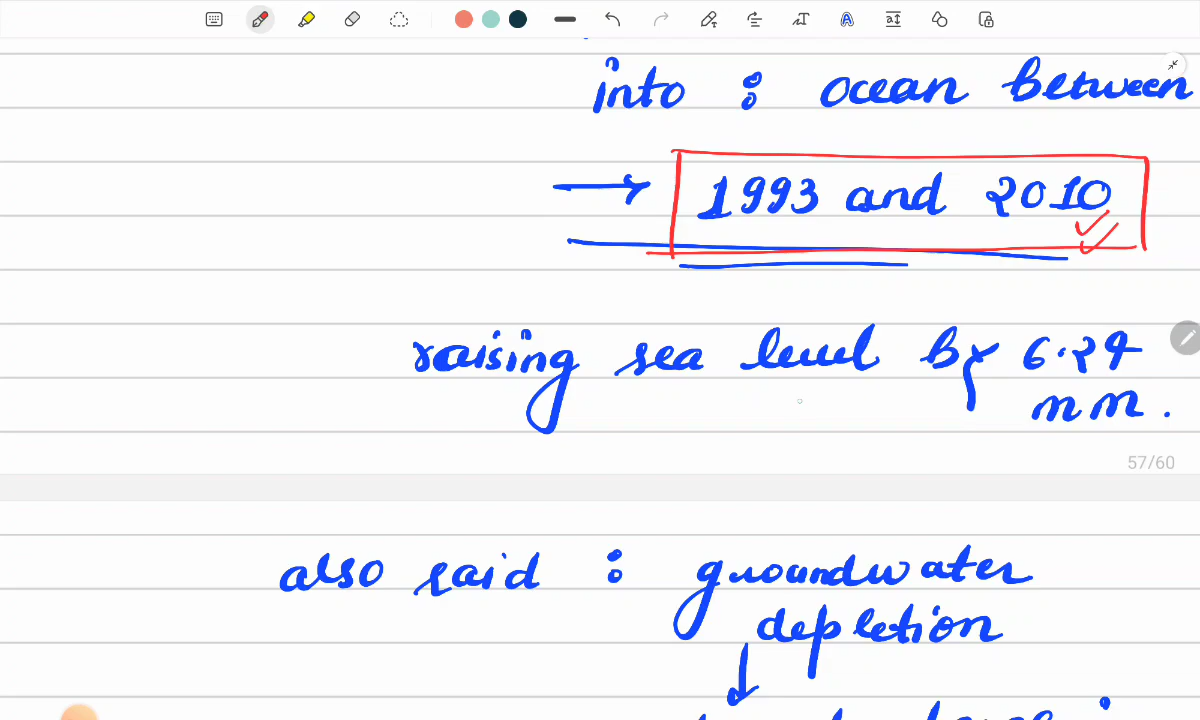 into : ocean between
→ 1993 and 2010
raising sea level by 6.24
mm.
57/60
also said : groundwater
depletion
↓